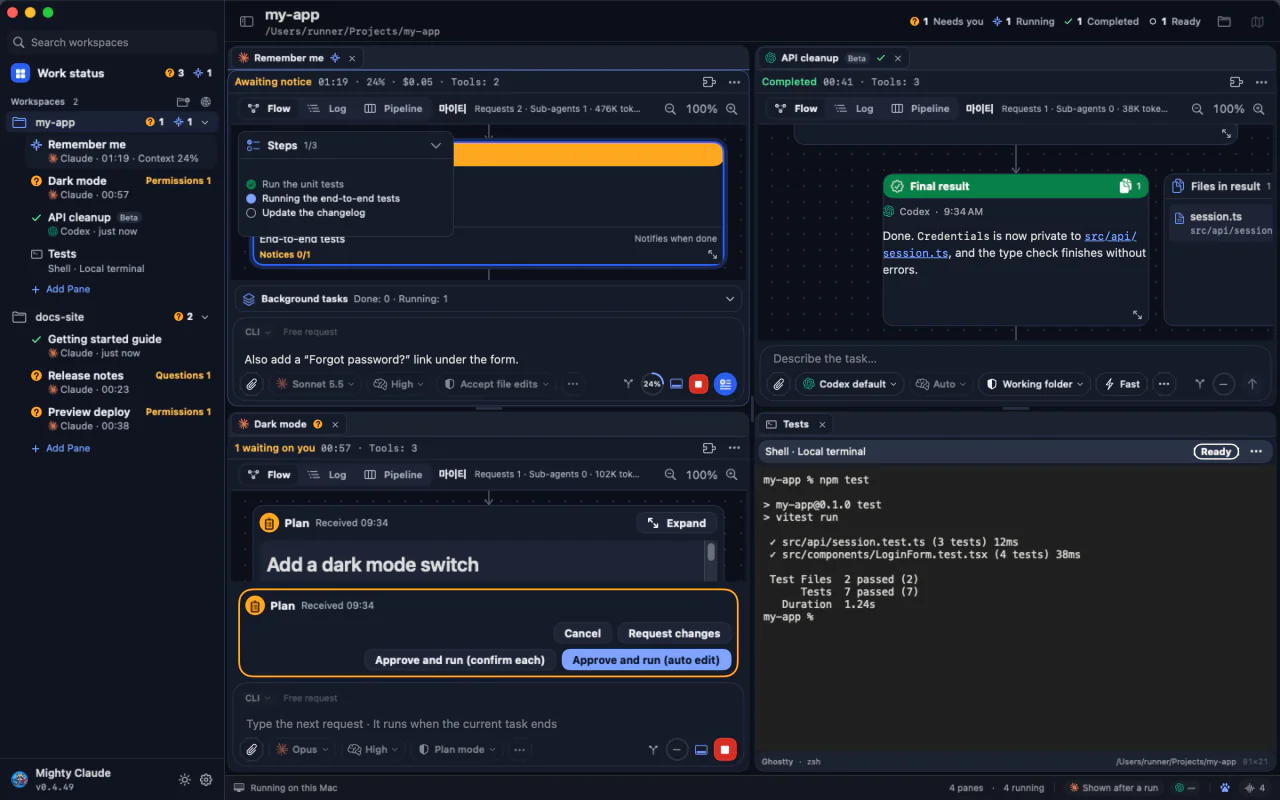 my-app
/Users/runner/Projects/my-app
1 Needs you
1 Running
1 Completed
1 Ready
Search workspaces
Work status
3
1
Workspaces 2
my-app
1
1
Remember me
Claude · 01:19 · Context 24%
Dark mode
Permissions 1
Claude · 00:57
API cleanup Beta
Codex · just now
Tests
Shell · Local terminal
+ Add Pane
docs-site
2
Getting started guide
Claude · just now
Release notes
Questions 1
Claude · 00:23
Preview deploy
Permissions 1
Claude · 00:38
+ Add Pane
Mighty Claude
v0.4.49
Remember me
Awaiting notice 01:19 · 24% · $0.05 · Tools: 2
Flow
Log
Pipeline
마이티
Requests 2 · Sub-agents 1 · 476K tok…
100%
Steps 1/3
Run the unit tests
Running the end-to-end tests
Update the changelog
End-to-end tests
Notifies when done
Notices 0/1
Background tasks Done: 0 · Running: 1
CLI
Free request
Also add a “Forgot password?” link under the form.
Sonnet 5.5
High
Accept file edits
24%
API cleanup Beta
Completed 00:41 · Tools: 3
Flow
Log
Pipeline
마이티
Requests 1 · Sub-agents 0 · 38K toke…
100%
Final result
1
Codex · 9:34 AM
Done. Credentials is now private to src/api/
session.ts, and the type check finishes without
errors.
Files in result 1
session.ts
src/api/session
Describe the task…
Codex default
Auto
Working folder
Fast
Dark mode
1 waiting on you 00:57 · Tools: 3
Flow
Log
Pipeline
마이티
Requests 1 · Sub-agents 0 · 102K tok…
100%
Plan Received 09:34
Expand
Add a dark mode switch
Plan Received 09:34
Cancel
Request changes
Approve and run (confirm each)
Approve and run (auto edit)
CLI
Free request
Type the next request · It runs when the current task ends
Opus
High
Plan mode
Tests
Shell · Local terminal
Ready
my-app % npm test
> my-app@0.1.0 test
> vitest run
✓ src/api/session.test.ts (3 tests) 12ms
✓ src/components/LoginForm.test.tsx (4 tests) 38ms
Test Files 2 passed (2)
Tests 7 passed (7)
Duration 1.24s
my-app %
Ghostty · zsh
/Users/runner/Projects/my-app 91×21
Running on this Mac
4 panes · 4 running
Shown after a run
4